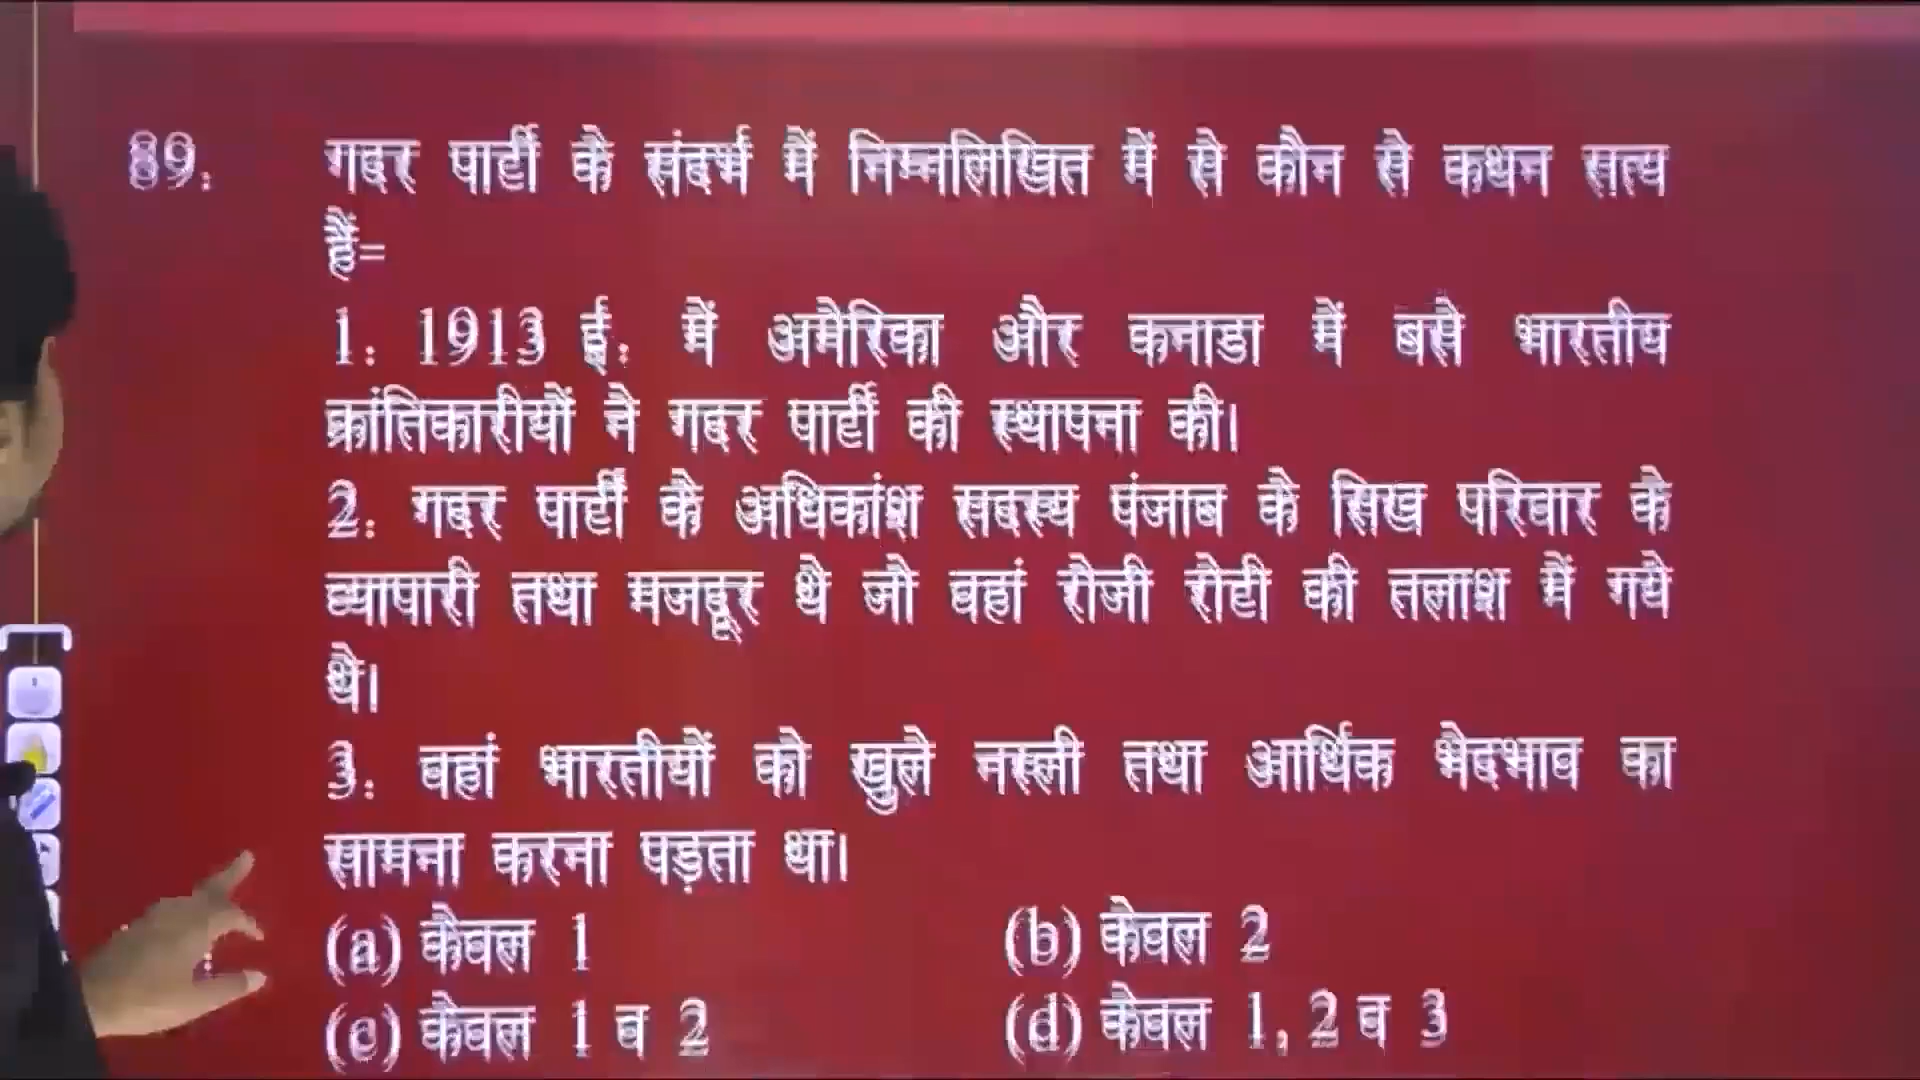 89. गदर पार्टी के संदर्भ में निम्नलिखित में से कौन से कथन सत्य
हैं=
1. 1913 ई. में अमेरिका और कनाडा में बसे भारतीय
क्रांतिकारीयों ने गदर पार्टी की स्थापना की।
2. गदर पार्टी के अधिकांश सदस्य पंजाब के सिख परिवार के
व्यापारी तथा मजदूर थे जो वहां रोजी रोटी की तलाश में गये
थे।
3. वहां भारतीयों को खुले नस्ली तथा आर्थिक भेदभाव का
सामना करना पड़ता था।
(a) केवल 1 (b) केवल 2
(c) केवल 1 व 2 (d) केवल 1, 2 व 3